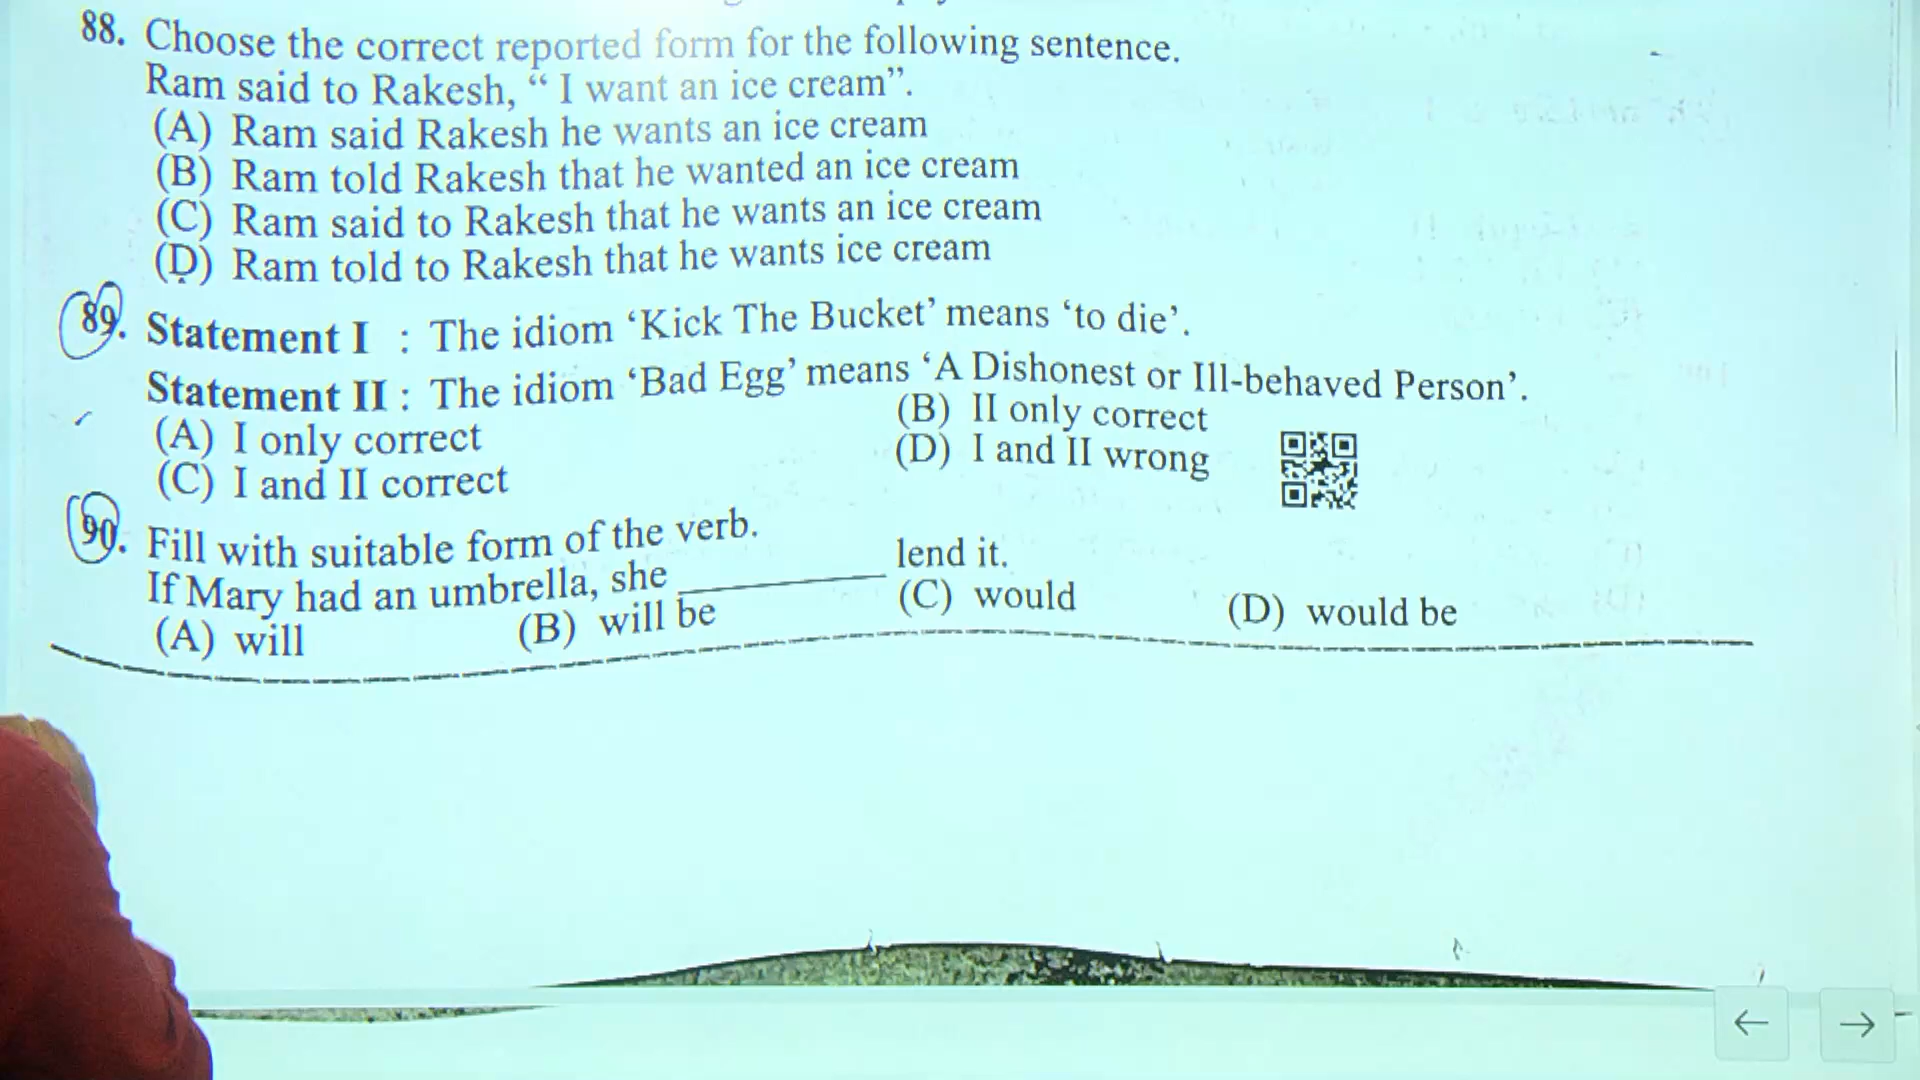 88. Choose the correct reported form for the following sentence.
Ram said to Rakesh, “ I want an ice cream”.
(A) Ram said Rakesh he wants an ice cream
(B) Ram told Rakesh that he wanted an ice cream
(C) Ram said to Rakesh that he wants an ice cream
(D) Ram told to Rakesh that he wants ice cream
89. Statement I : The idiom ‘Kick The Bucket’ means ‘to die’.
Statement II : The idiom ‘Bad Egg’ means ‘A Dishonest or Ill-behaved Person’.
(A) I only correct (B) II only correct
(C) I and II correct (D) I and II wrong
90. Fill with suitable form of the verb.
If Mary had an umbrella, she __________ lend it.
(A) will (B) will be (C) would (D) would be